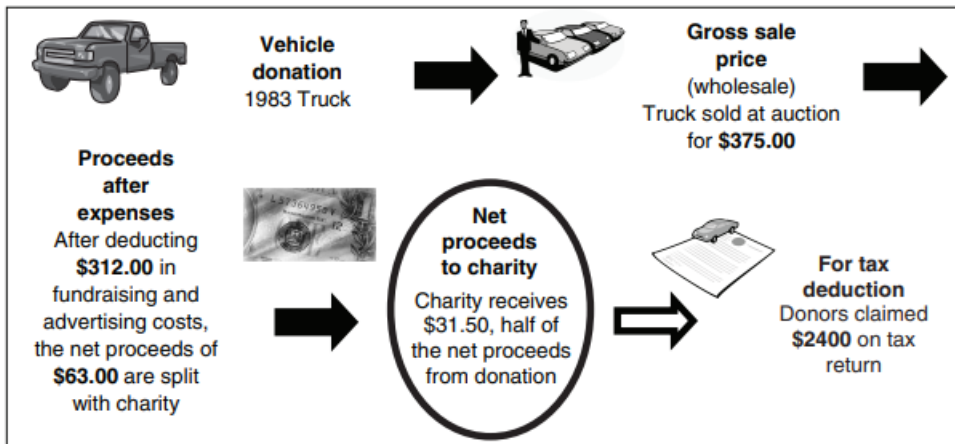 Vehicle
donation
1983 Truck
Gross sale
price
(wholesale)
Truck sold at auction
for $375.00
Proceeds
after
expenses
After deducting
$312.00 in
fundraising and
advertising costs,
the net proceeds of
$63.00 are split
with charity
Net
proceeds
to charity
Charity receives
$31.50, half of
the net proceeds
from donation
For tax
deduction
Donors claimed
$2400 on tax
return